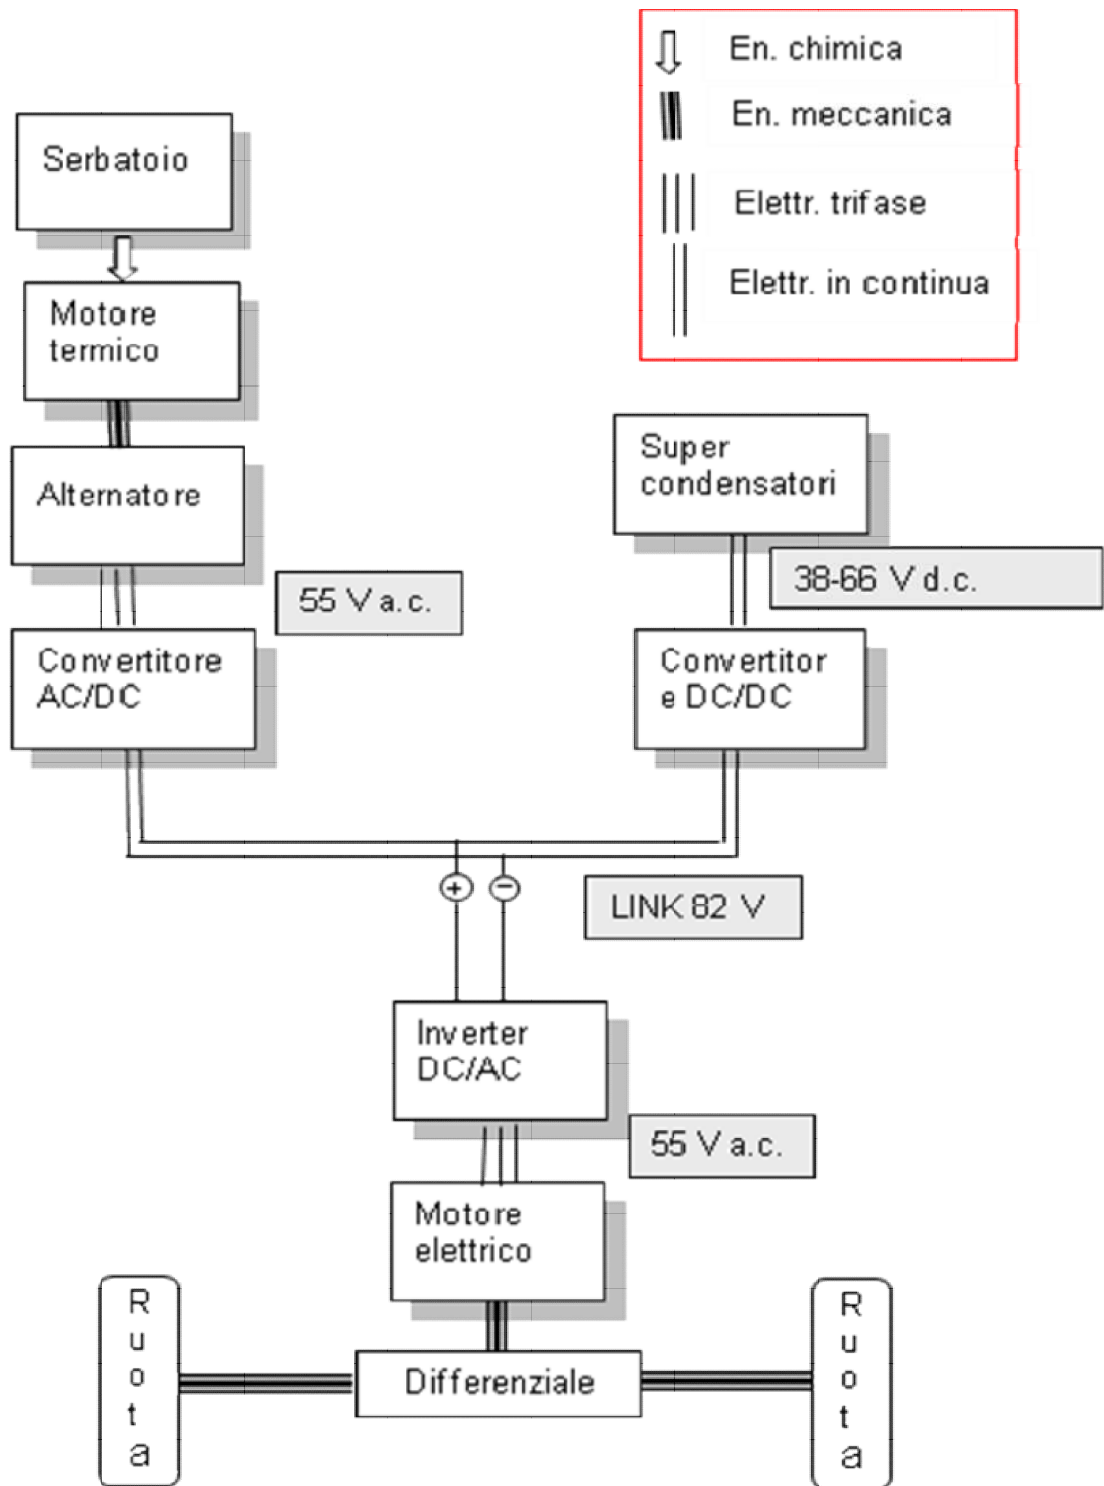 En. chimica
En. meccanica
Elettr. trifase
Elettr. in continua
Serbatoio
Motore
termico
Alternatore
Super
condensatori
38-66 V d.c.
55 V a.c.
Convertitore
AC/DC
Convertitor
e DC/DC
+
−
LINK 82 V
Inverter
DC/AC
55 V a.c.
Motore
elettrico
R
u
o
t
a
Differenziale
R
u
o
t
a